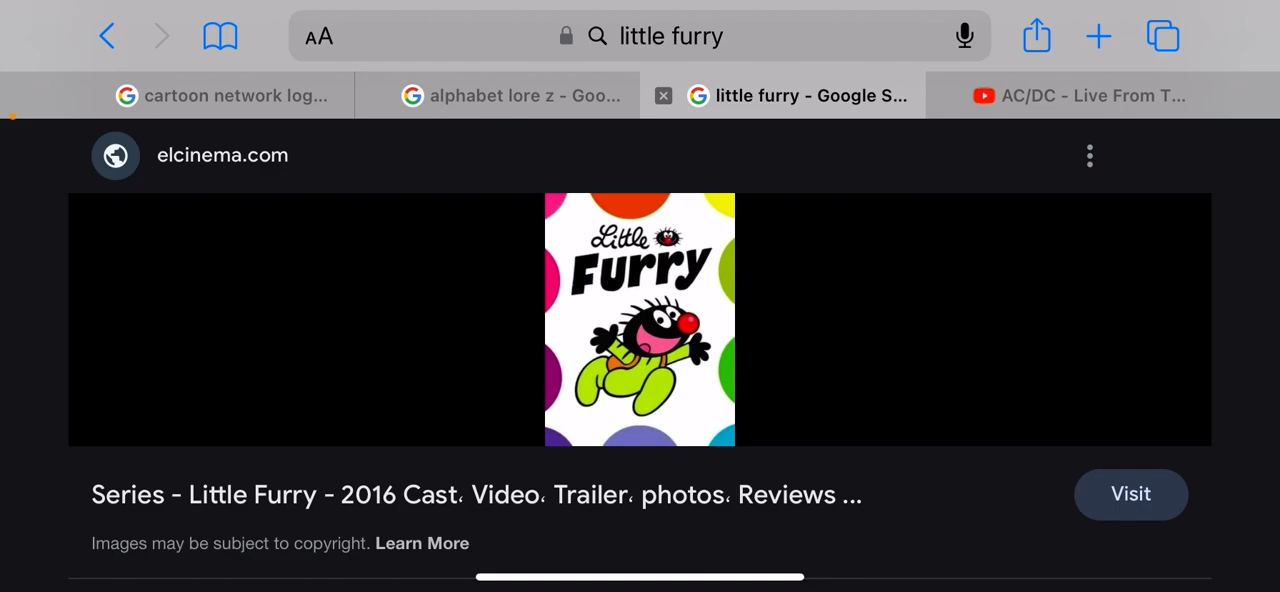 AA little furry
cartoon network log... alphabet lore z - Goo... little furry - Google S... AC/DC - Live From T...
elcinema.com
Little
Furry
Series - Little Furry - 2016 Cast، Video، Trailer، photos، Reviews ...
Visit
Images may be subject to copyright. Learn More